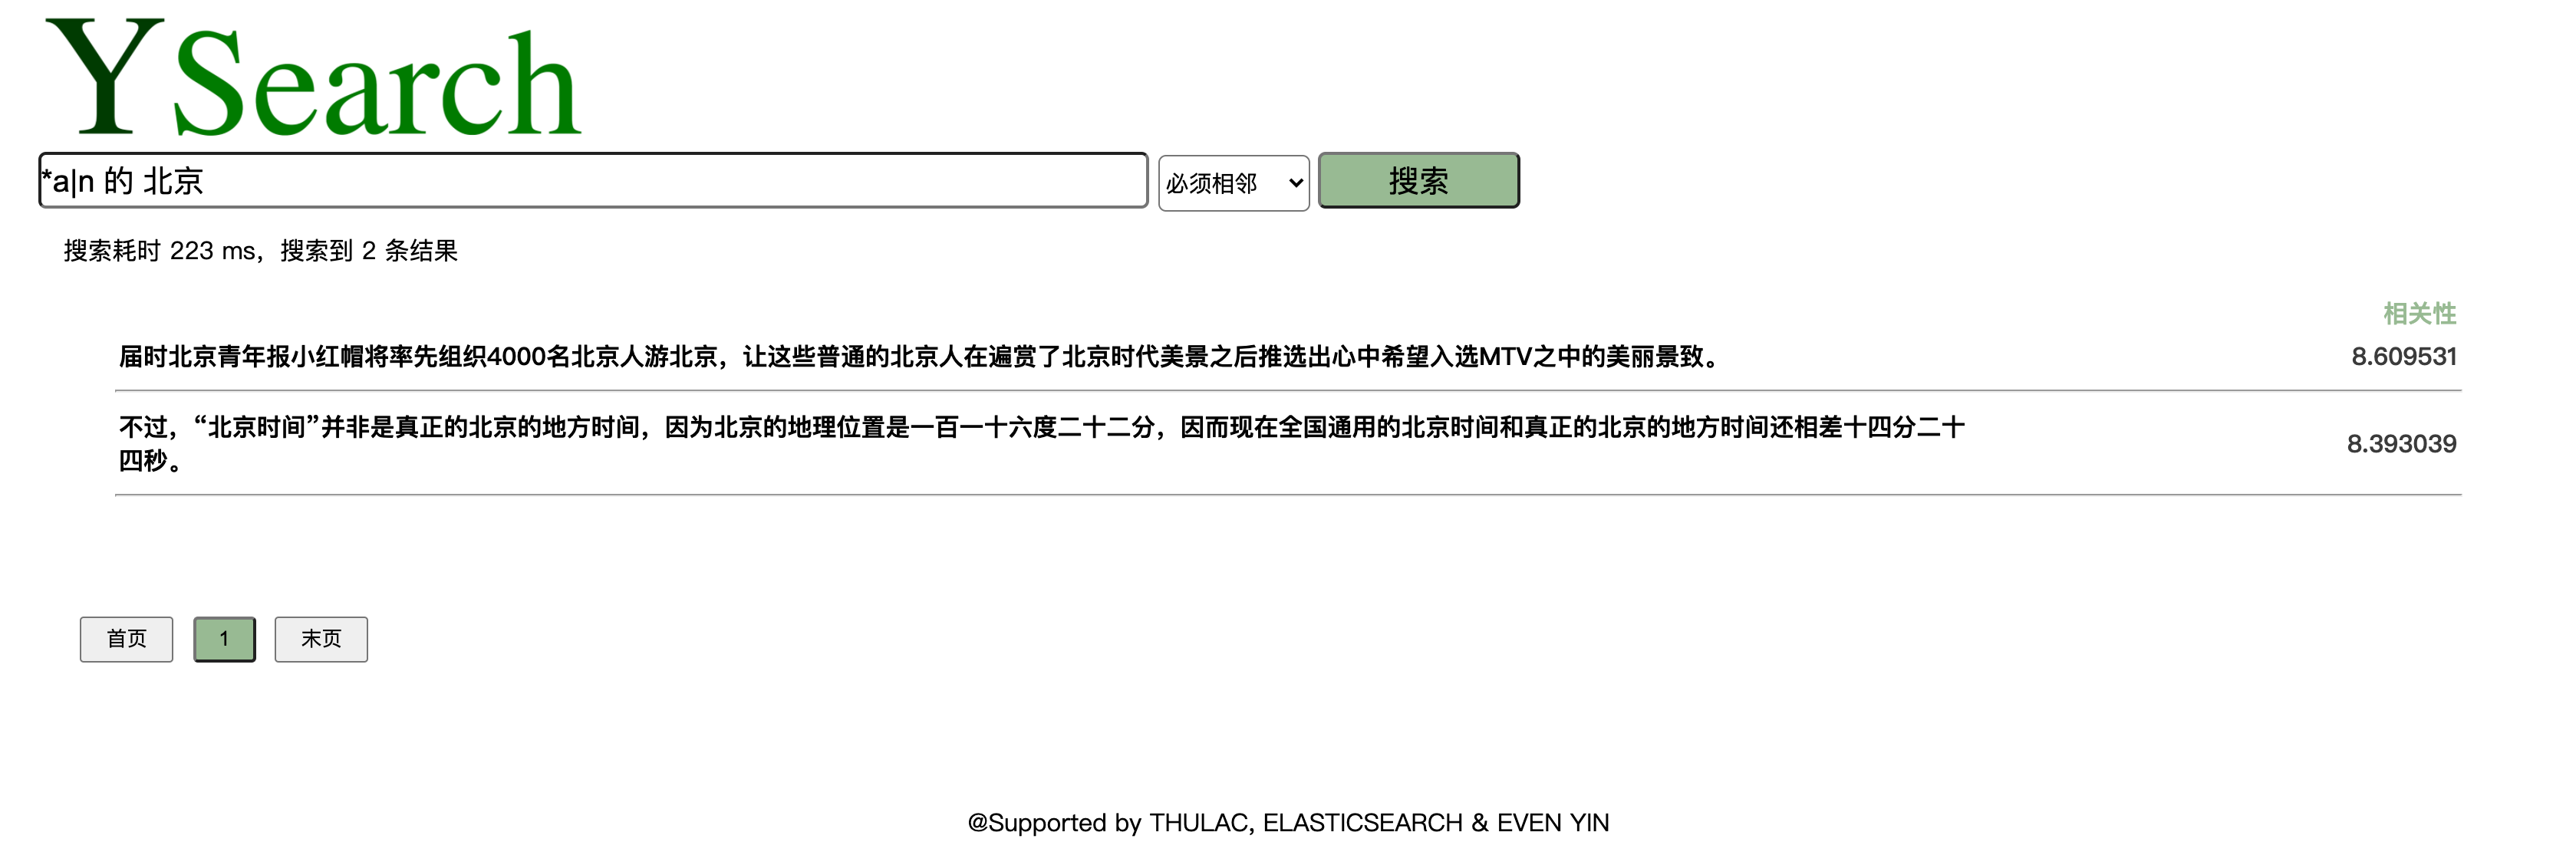 YSearch
*a|n 的 北京 必须相邻 搜索
搜索耗时 223 ms，搜索到 2 条结果
相关性
届时北京青年报小红帽将率先组织4000名北京人游北京，让这些普通的北京人在遍赏了北京时代美景之后推选出心中希望入选MTV之中的美丽景致。 8.609531
不过，“北京时间”并非是真正的北京的地方时间，因为北京的地理位置是一百一十六度二十二分，因而现在全国通用的北京时间和真正的北京的地方时间还相差十四分二十
四秒。 8.393039
首页 1 末页
@Supported by THULAC, ELASTICSEARCH & EVEN YIN